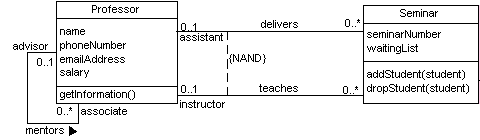 Professor
name
phoneNumber
emailAddress
salary
getInformation()
advisor
0..1
0..*
associate
mentors
0..1
assistant
delivers
0..*
{NAND}
0..1
instructor
teaches
0..*
Seminar
seminarNumber
waitingList
addStudent(student)
dropStudent(student)